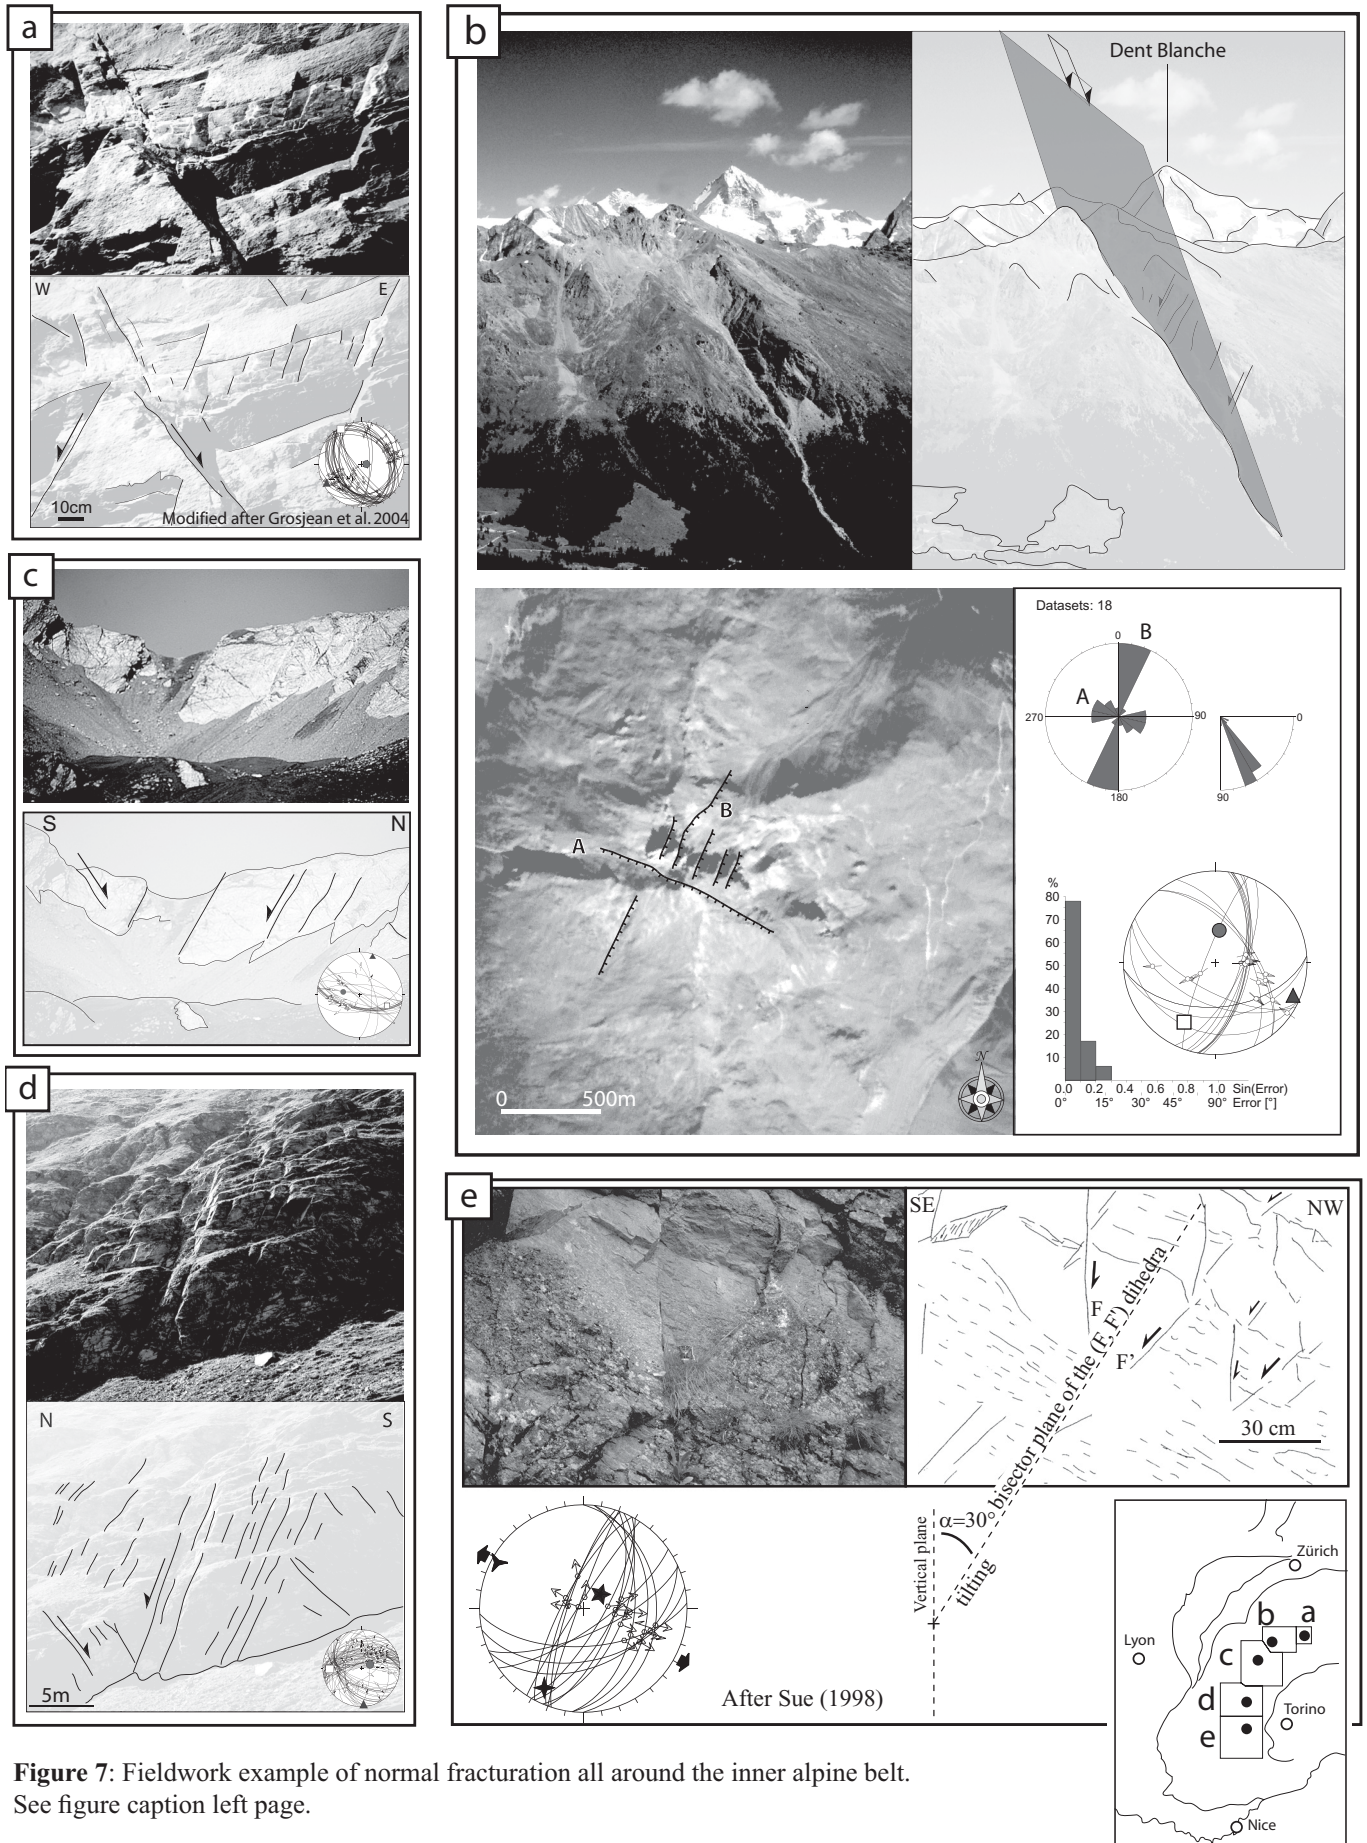 a
W
E
10cm
Modified after Grosjean et al. 2004
b
Dent Blanche
A
B
0 500m
N
Datasets: 18
0
B
A
270
90
0
180
90
%
80
70
60
50
40
30
20
10
0.0 0.2 0.4 0.6 0.8 1.0 Sin(Error)
0° 15° 30° 45° 90° Error [°]
c
S
N
d
N
S
5m
e
SE
NW
F
F'
bisector plane of the (F, F') dihedra
30 cm
α=30°
Vertical plane
tilting
After Sue (1998)
Zürich
b
a
Lyon
c
d
Torino
e
Nice
Figure 7: Fieldwork example of normal fracturation all around the inner alpine belt.
See figure caption left page.